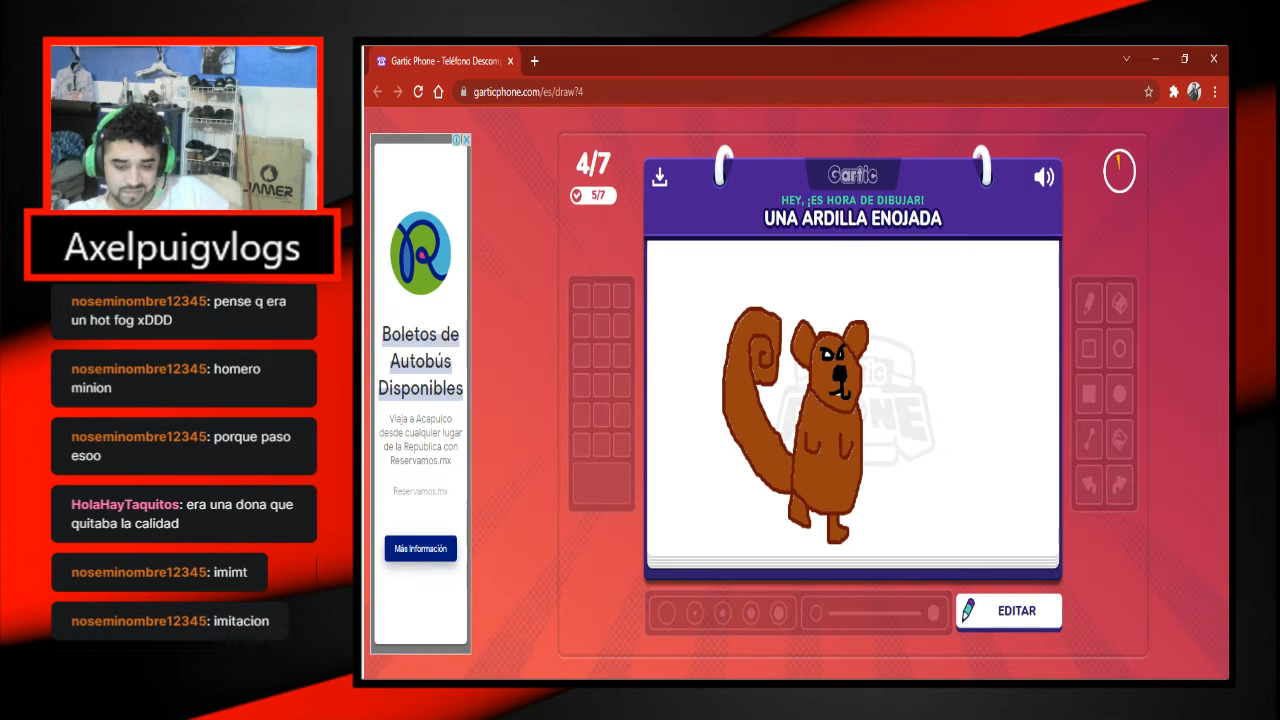 Axelpuigvlogs
noseminombre12345: pense q era
un hot fog xDDD
noseminombre12345: homero
minion
noseminombre12345: porque paso
esoo
HolaHayTaquitos: era una dona que
quitaba la calidad
noseminombre12345: imimt
noseminombre12345: imitacion
JAMER
Gartic Phone - Teléfono Descom
garticphone.com/es/draw?4
Boletos de
Autobús
Disponibles
Viaja a Acapulco
desde cualquier lugar
de la República con
Reservamos.mx
Reservamos.mx
Más Información
4/7
5/7
Gartic
HEY, ¡ES HORA DE DIBUJAR!
UNA ARDILLA ENOJADA
EDITAR